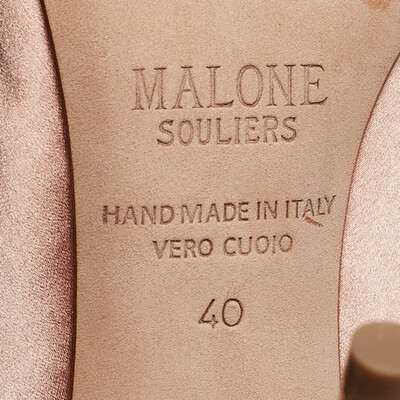 MALONE
SOULIERS
HAND MADE IN ITALY
VERO CUOIO
40